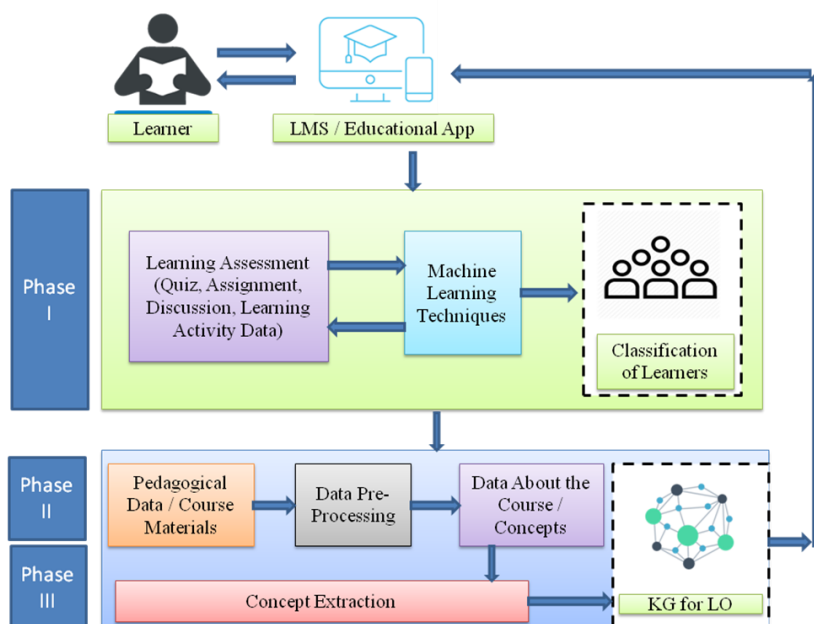 Learner
LMS / Educational App
Phase
I
Learning Assessment
(Quiz, Assignment,
Discussion, Learning
Activity Data)
Machine
Learning
Techniques
Classification
of Learners
Phase
II
Pedagogical
Data / Course
Materials
Data Pre-
Processing
Data About the
Course /
Concepts
Phase
III
Concept Extraction
KG for LO